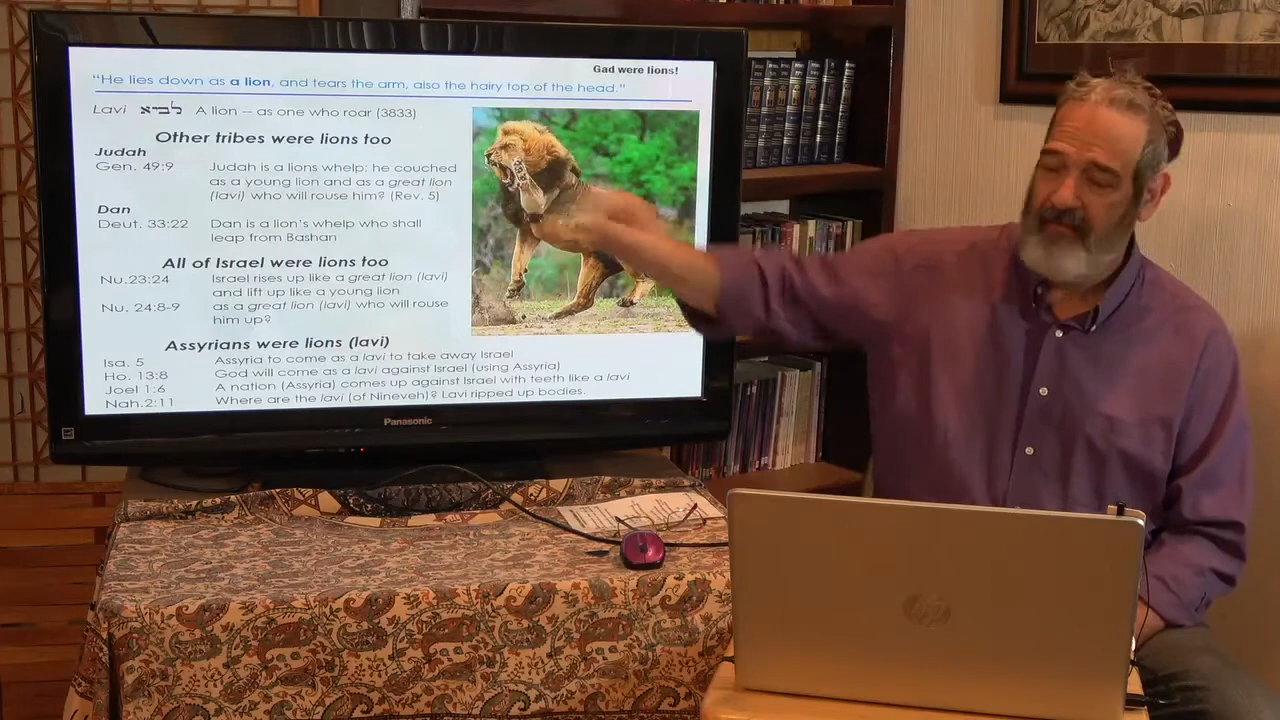 Gad were lions!
"He lies down as a lion, and tears the arm, also the hairy top of the head."
Lavi לביא A lion -- as one who roar (3833)
Other tribes were lions too
Judah
Gen. 49:9 Judah is a lions whelp; he couched
as a young lion and as a great lion
(lavi) who will rouse him? (Rev. 5)
Dan
Deut. 33:22 Dan is a lion's whelp who shall
leap from Bashan
All of Israel were lions too
Nu.23:24 Israel rises up like a great lion (lavi)
and lift up like a young lion
Nu. 24:8-9 as a great lion (lavi) who will rouse
him up?
Assyrians were lions (lavi)
Isa. 5 Assyria to come as a lavi to take away Israel
Ho. 13:8 God will come as a lavi against Israel (using Assyria)
Joel 1:6 A nation (Assyria) comes up against Israel with teeth like a lavi
Nah.2:11 Where are the lavi (of Nineveh)? Lavi ripped up bodies.
Panasonic
hp